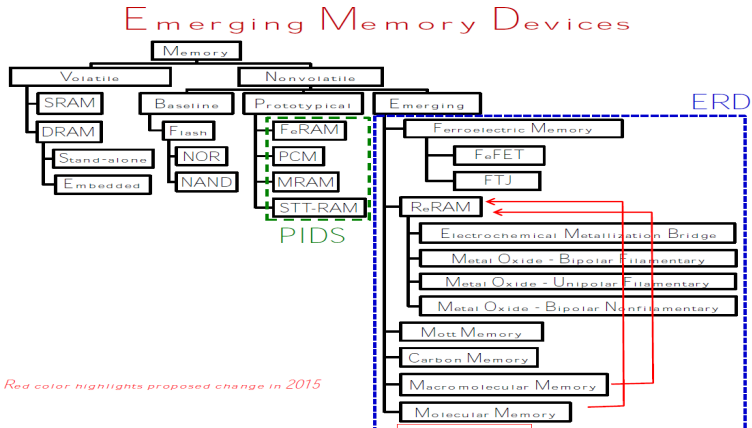 Emerging Memory Devices
Memory
Volatile
Nonvolatile
SRAM
Baseline
Prototypical
Emerging
ERD
DRAM
Flash
FeRAM
Ferroelectric Memory
Stand-alone
NOR
PCM
FeFET
Embedded
NAND
MRAM
FTJ
STT-RAM
ReRAM
PIDS
Electrochemical Metallization Bridge
Metal Oxide - Bipolar Filamentary
Metal Oxide - Unipolar Filamentary
Metal Oxide - Bipolar Nonfilamentary
Mott Memory
Carbon Memory
Red color highlights proposed change in 2015
Macromolecular Memory
Molecular Memory